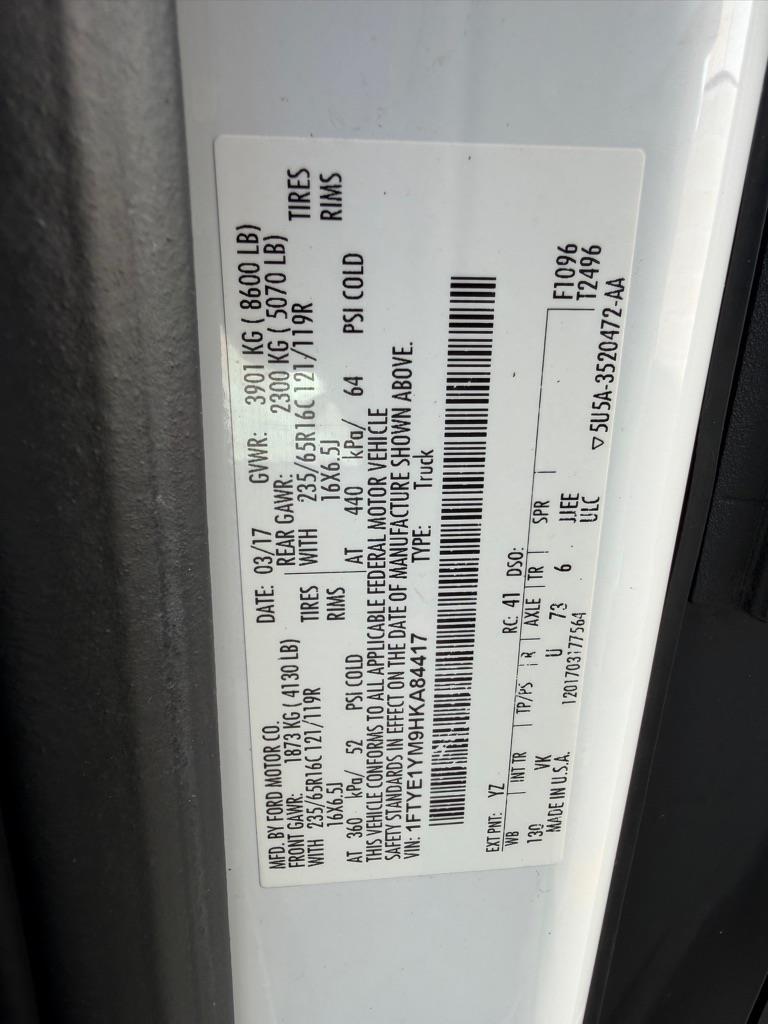 MFD. BY FORD MOTOR CO. DATE: 03/17 GVWR: 3901 KG ( 8600 LB)
FRONT GAWR: 1873 KG ( 4130 LB) REAR GAWR: 2300 KG ( 5070 LB)
WITH 235/65R16C 121/119R TIRES WITH 235/65R16C 121/119R TIRES
16X6.5J RIMS 16X6.5J RIMS
AT 360 kPa/ 52 PSI COLD AT 440 kPa/ 64 PSI COLD
THIS VEHICLE CONFORMS TO ALL APPLICABLE FEDERAL MOTOR VEHICLE
SAFETY STANDARDS IN EFFECT ON THE DATE OF MANUFACTURE SHOWN ABOVE.
VIN: 1FTYE1YM9HKA84417 TYPE: Truck
EXT PNT: YZ RC: 41 DSO:
WB INT TR TP/PS R AXLE TR SPR F1096
130 VK U 73 6 JJEE T2496
MADE IN U.S.A. 1201703177564 ULC ▽5U5A-3520472-AA